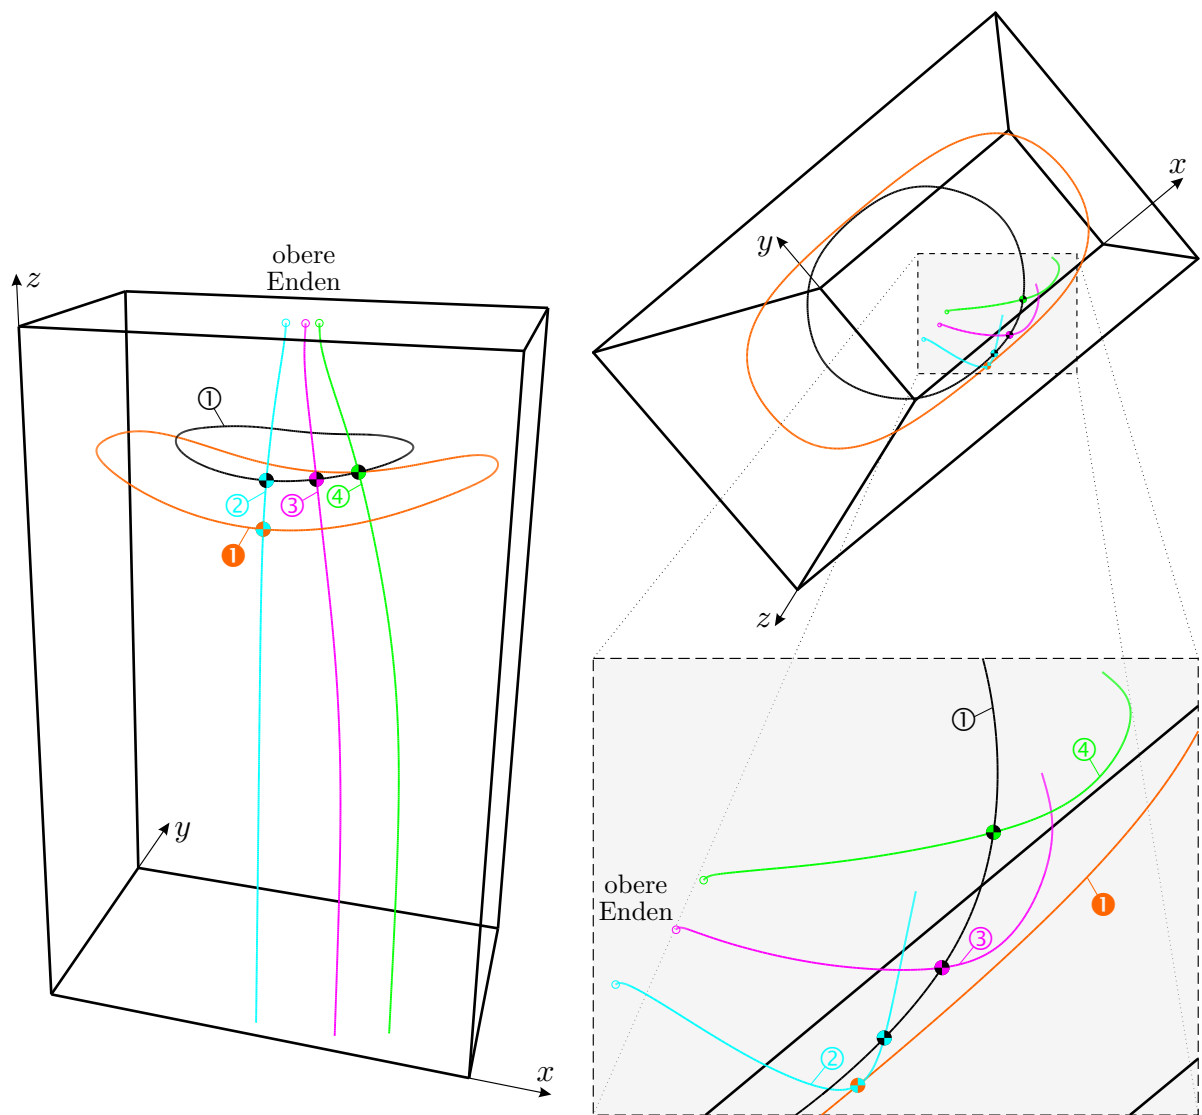 obere
Enden
z
①
②
③
④
❶
y
x
x
y
z
①
④
obere
Enden
❶
③
②